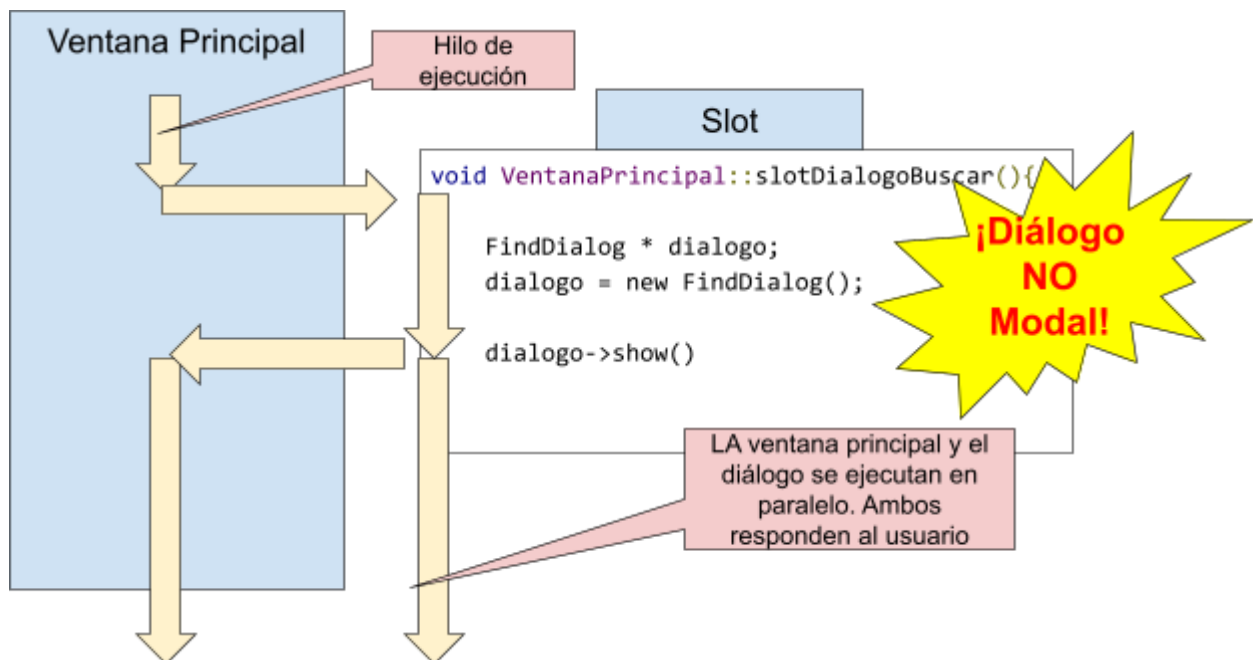 Ventana Principal
Hilo de
ejecución
Slot
void VentanaPrincipal::slotDialogoBuscar(){
FindDialog * dialogo;
dialogo = new FindDialog();
dialogo->show()
¡Diálogo
NO
Modal!
LA ventana principal y el
diálogo se ejecutan en
paralelo. Ambos
responden al usuario